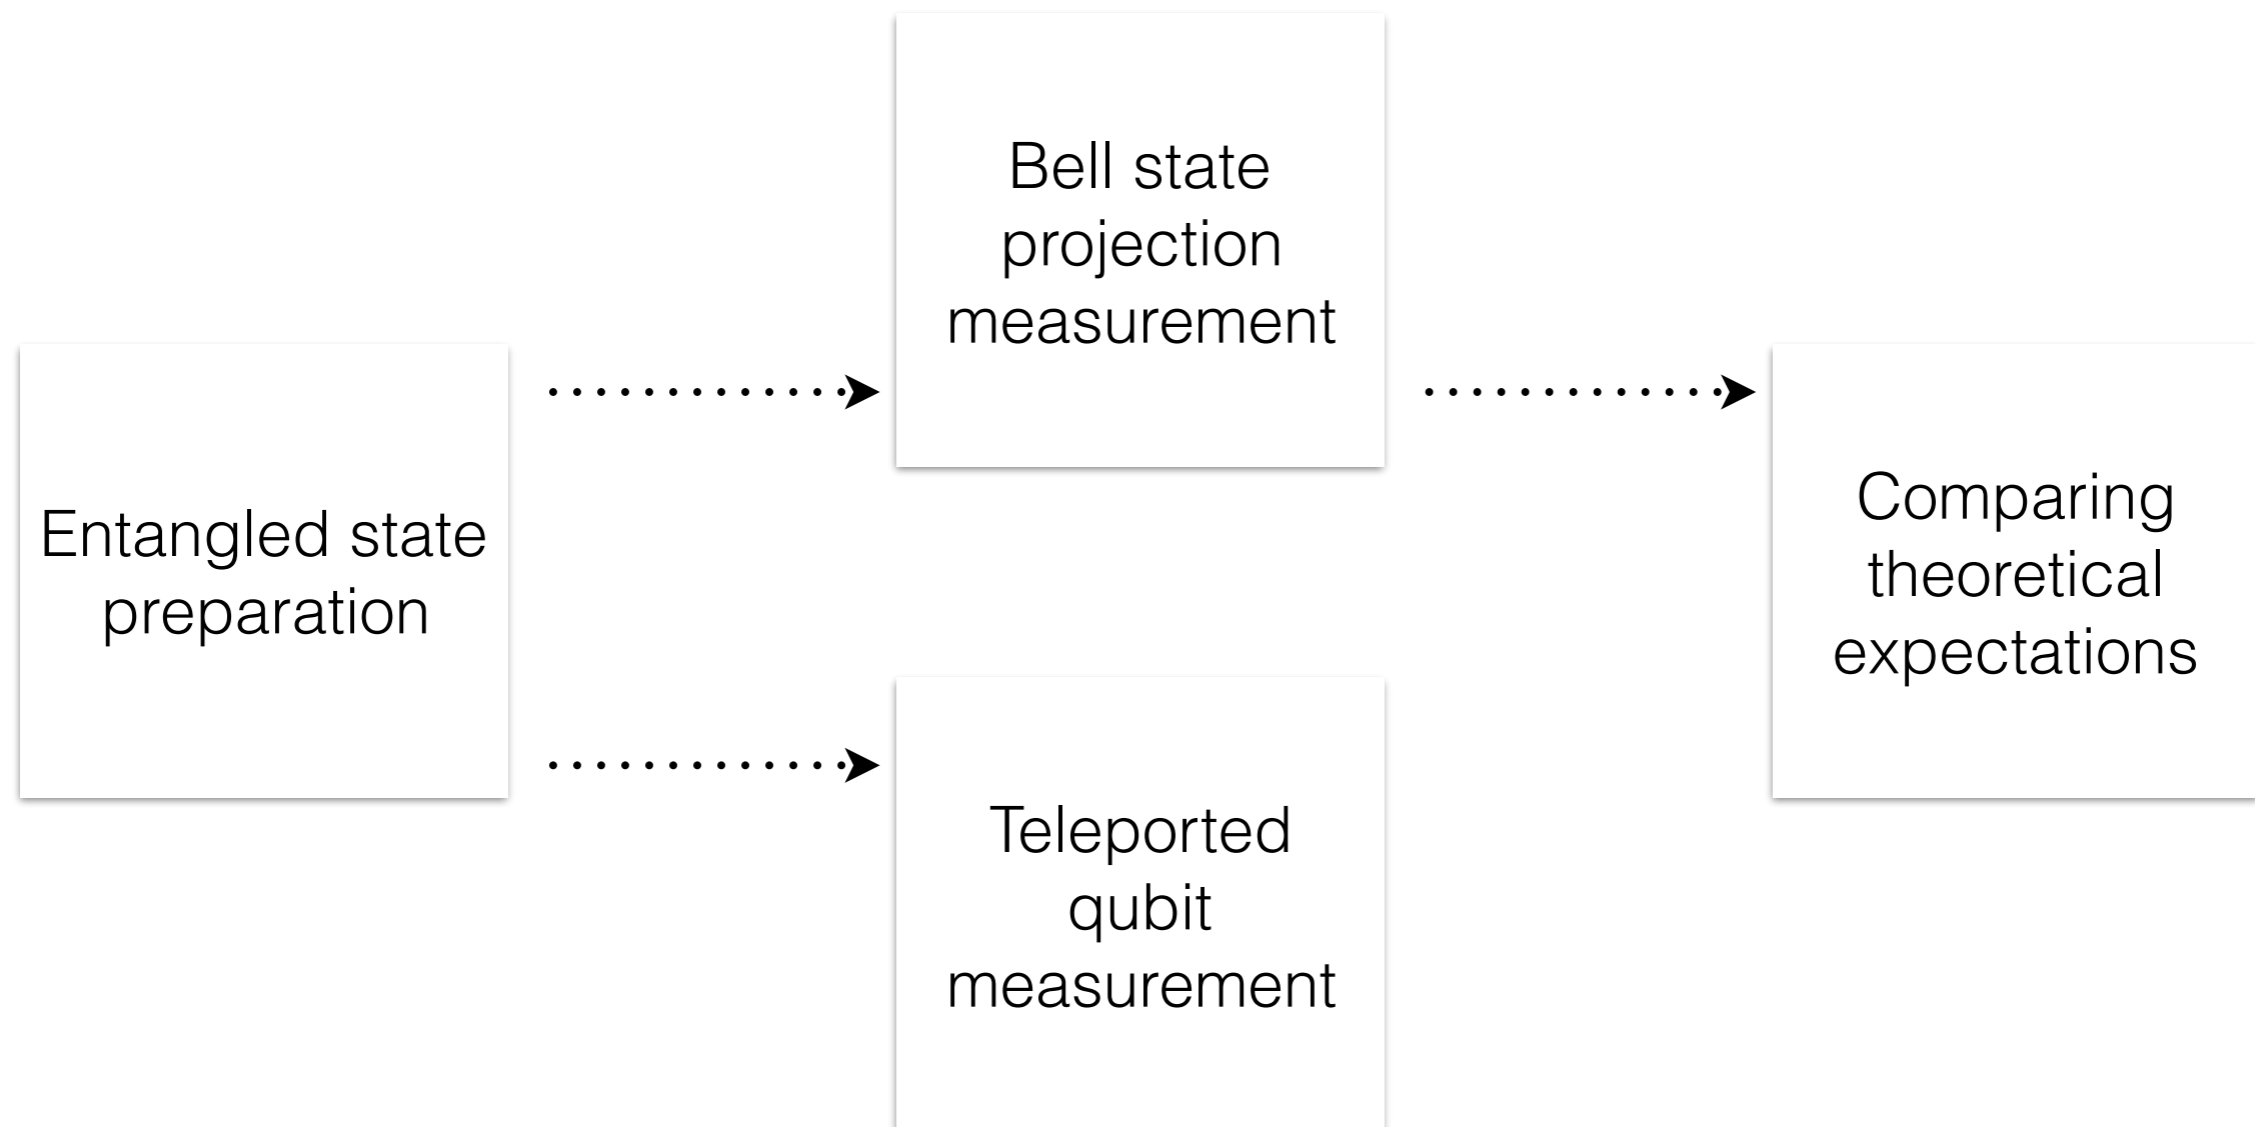 Entangled state
preparation
Bell state
projection
measurement
Teleported
qubit
measurement
Comparing
theoretical
expectations